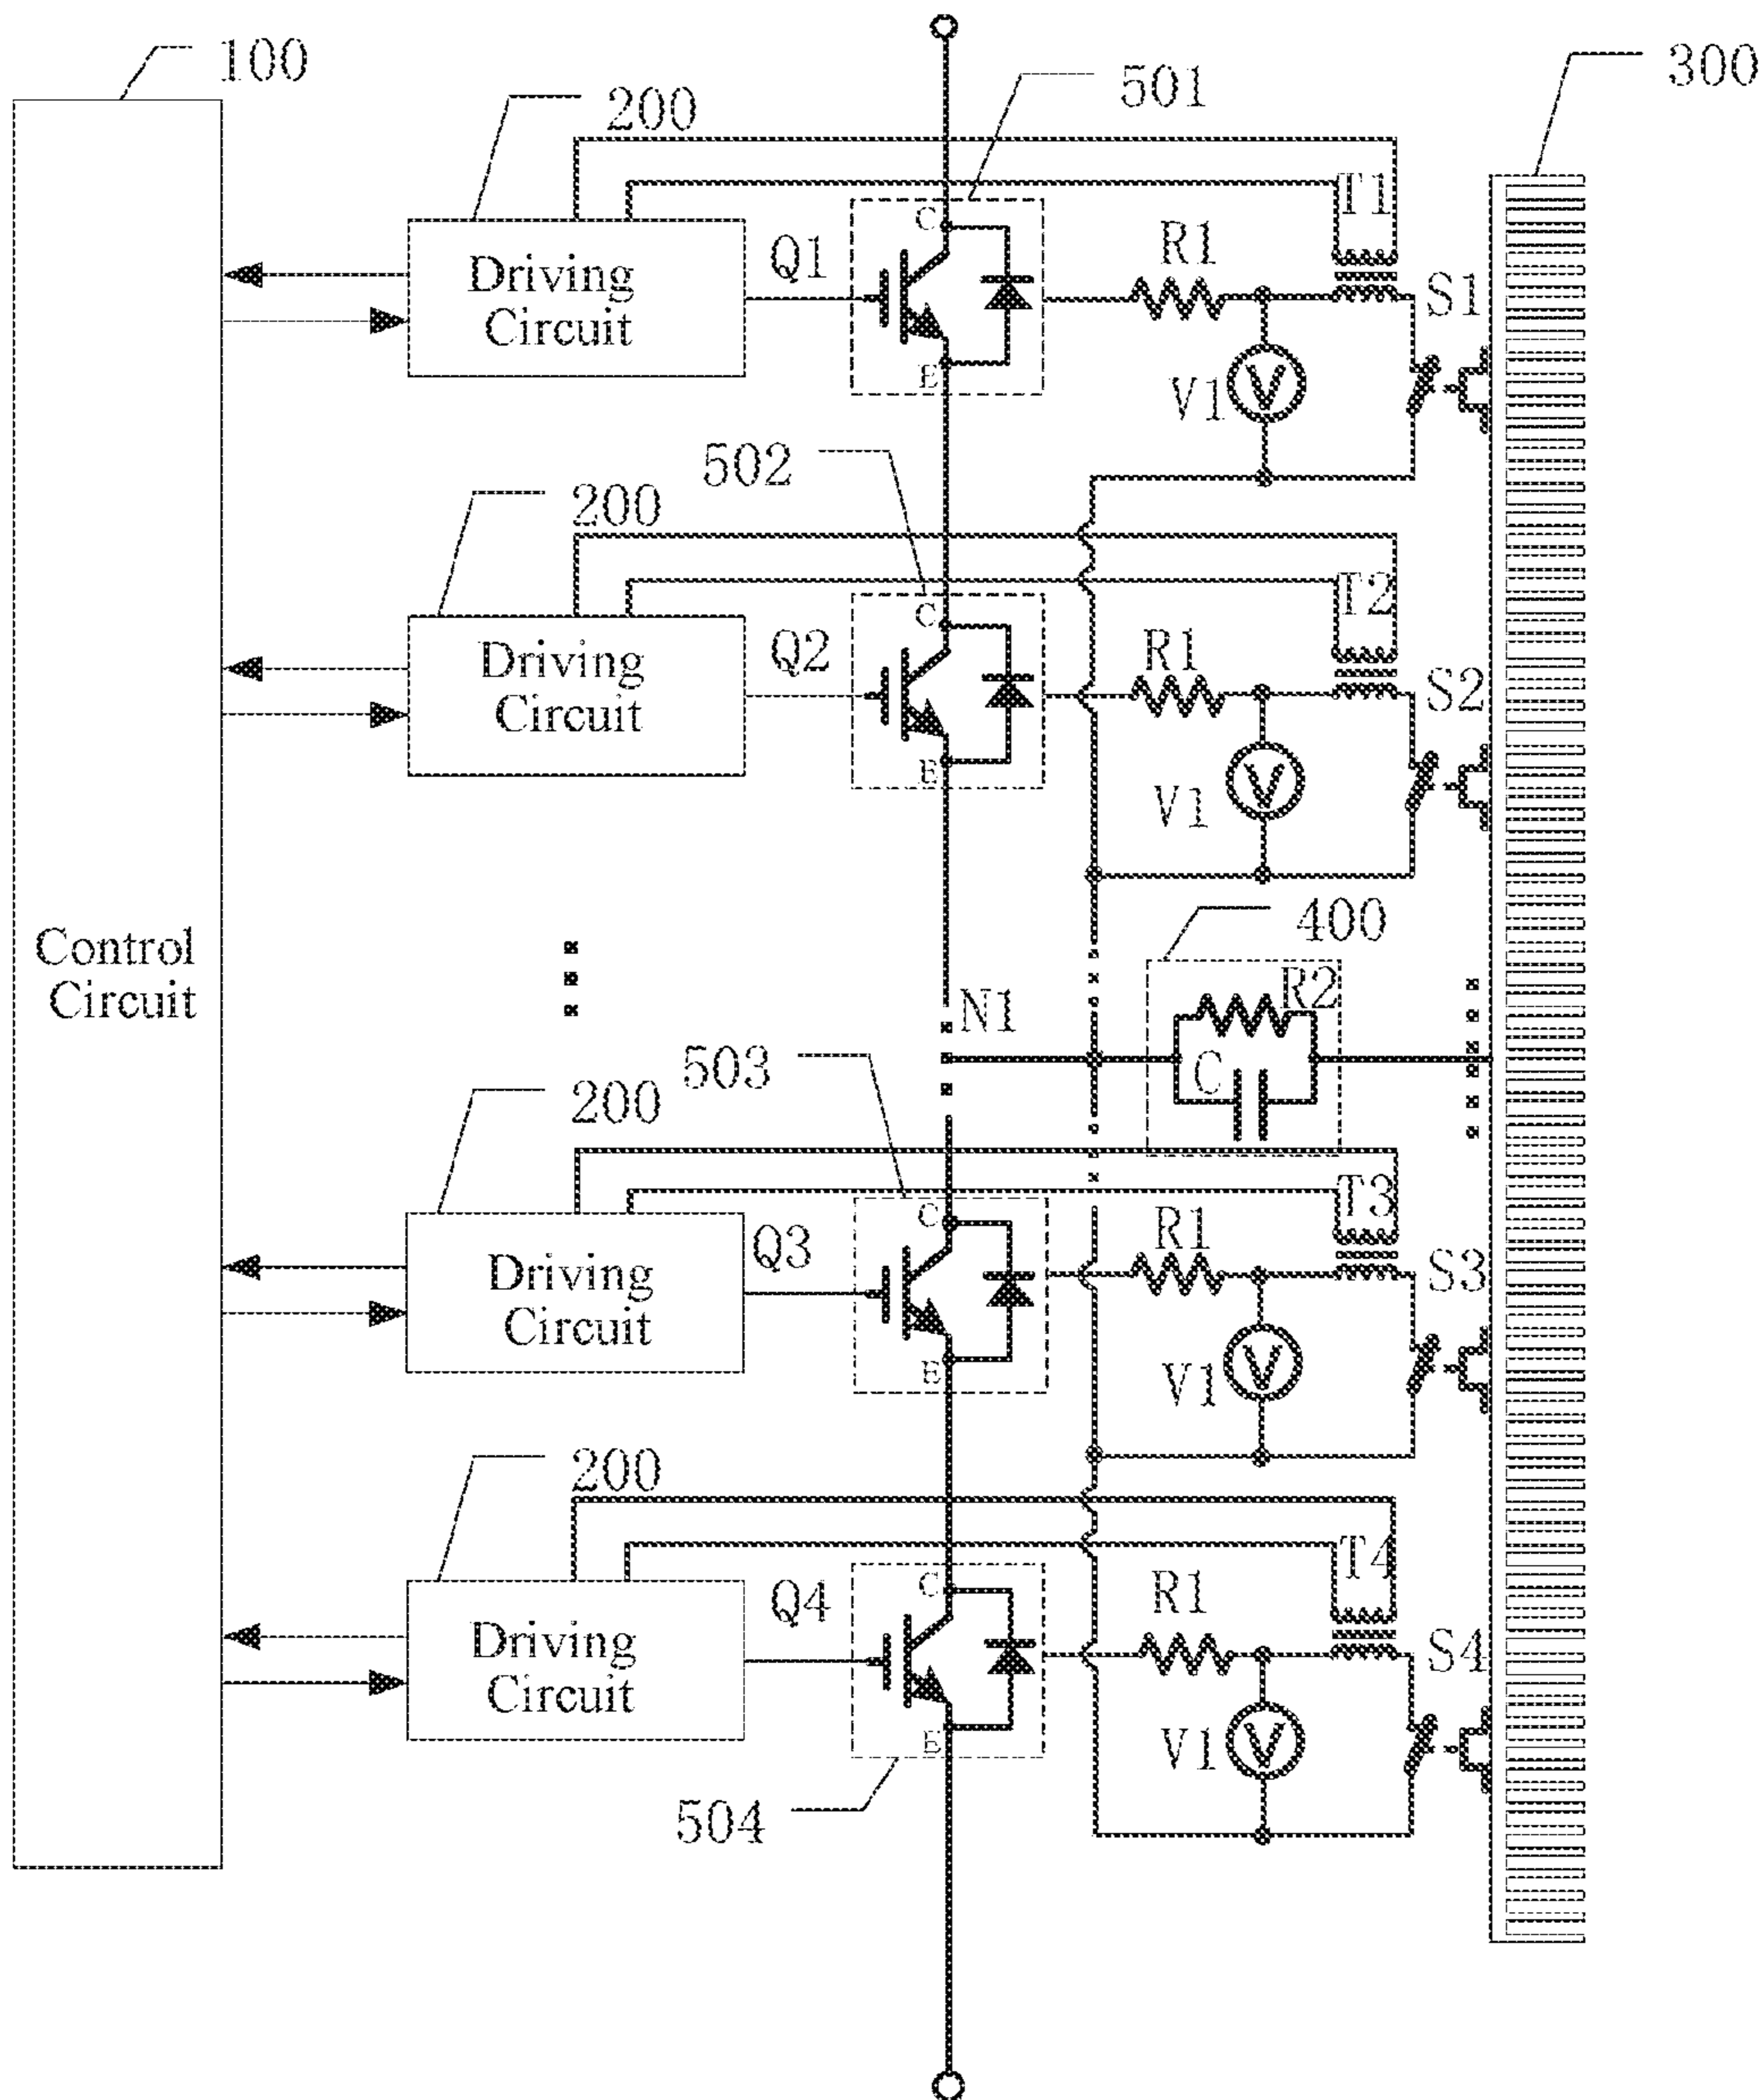 100
200
501
300
C
T1
Q1
R1
S1
Driving
Circuit
V
V1
E
502
200
C
T2
Q2
R1
S2
Driving
Circuit
V
V1
E
400
Control
Circuit
R2
N1
C
503
200
C
T3
Q3
R1
S3
Driving
Circuit
V
V1
E
200
C
T4
Q4
R1
S4
Driving
Circuit
V
V1
E
504